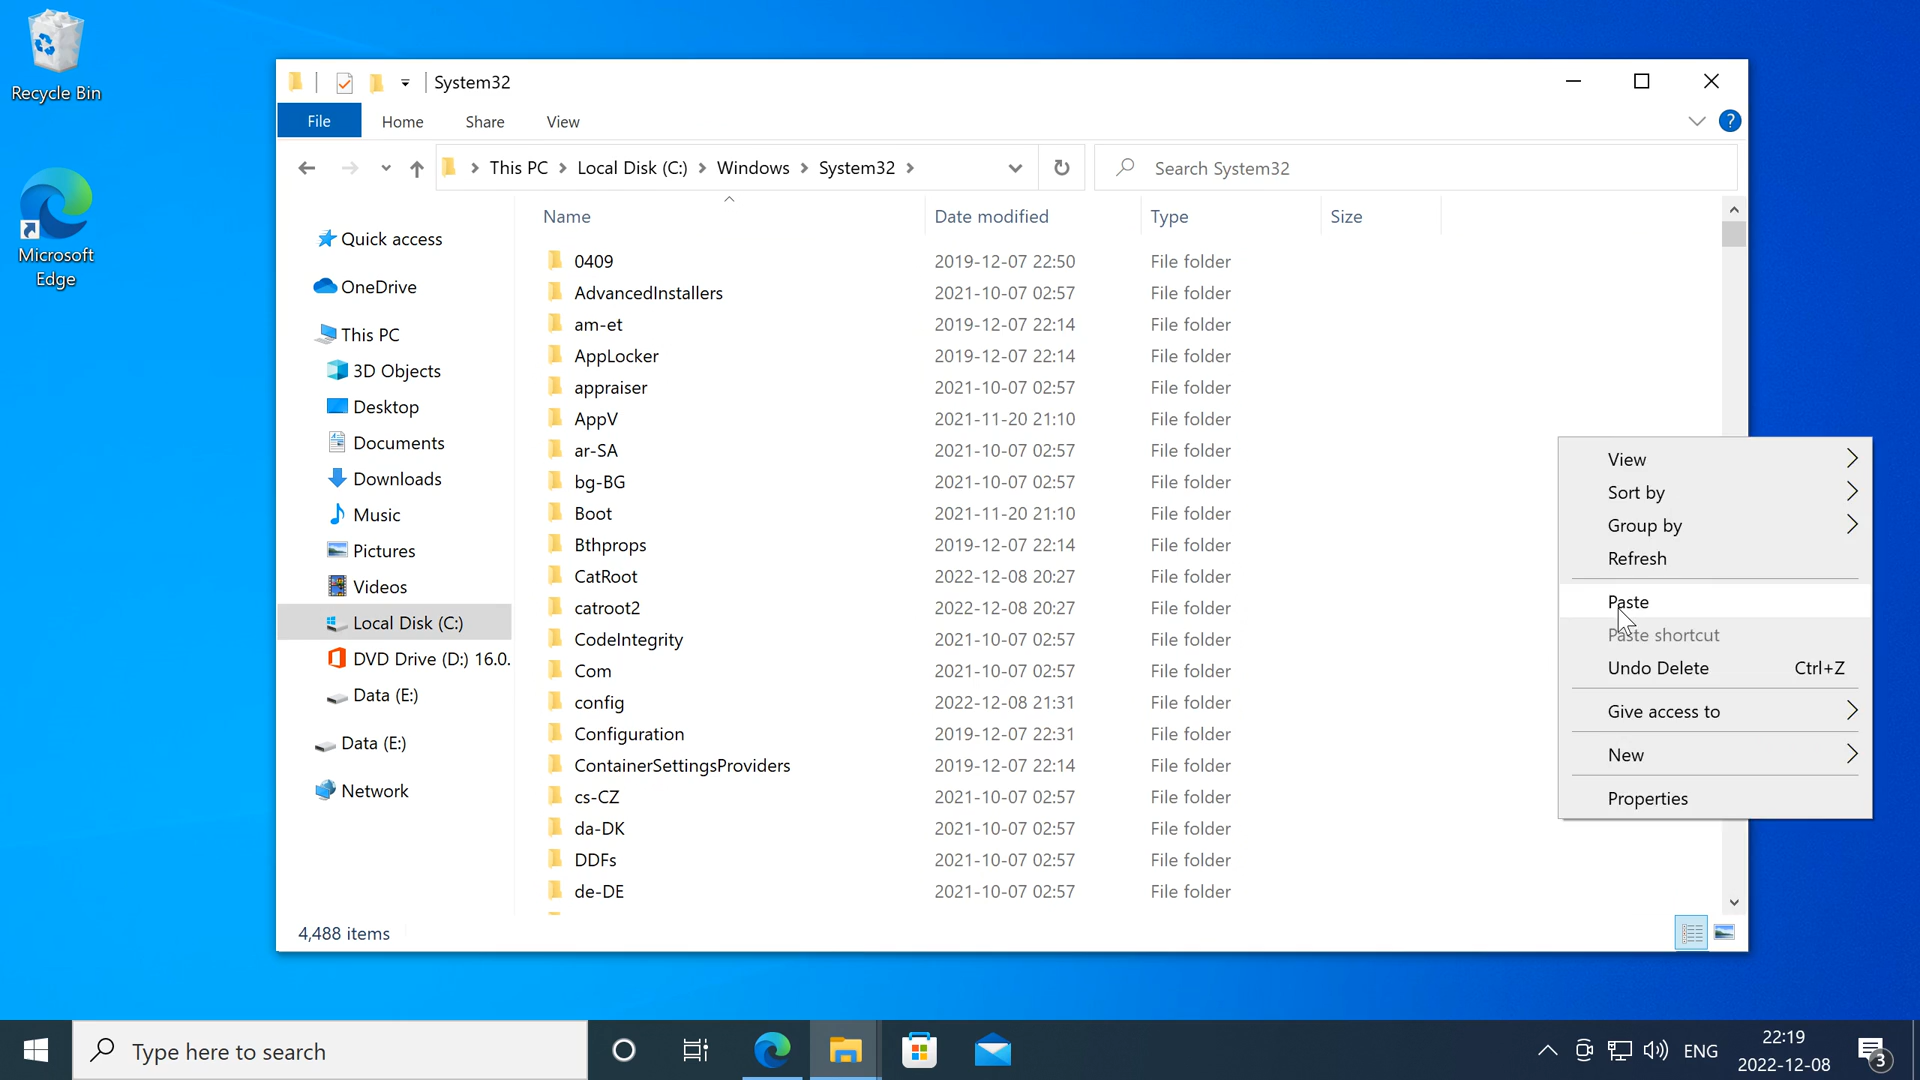 Recycle Bin
Microsoft
Edge
System32
File
Home
Share
View
?
This PC
Local Disk (C:)
Windows
System32
Search System32
Name
Date modified
Type
Size
Quick access
OneDrive
This PC
3D Objects
Desktop
Documents
Downloads
Music
Pictures
Videos
Local Disk (C:)
DVD Drive (D:) 16.0.
Data (E:)
Data (E:)
Network
0409 2019-12-07 22:50 File folder
AdvancedInstallers 2021-10-07 02:57 File folder
am-et 2019-12-07 22:14 File folder
AppLocker 2019-12-07 22:14 File folder
appraiser 2021-10-07 02:57 File folder
AppV 2021-11-20 21:10 File folder
ar-SA 2021-10-07 02:57 File folder
bg-BG 2021-10-07 02:57 File folder
Boot 2021-11-20 21:10 File folder
Bthprops 2019-12-07 22:14 File folder
CatRoot 2022-12-08 20:27 File folder
catroot2 2022-12-08 20:27 File folder
CodeIntegrity 2021-10-07 02:57 File folder
Com 2021-10-07 02:57 File folder
config 2022-12-08 21:31 File folder
Configuration 2019-12-07 22:31 File folder
ContainerSettingsProviders 2019-12-07 22:14 File folder
cs-CZ 2021-10-07 02:57 File folder
da-DK 2021-10-07 02:57 File folder
DDFs 2021-10-07 02:57 File folder
de-DE 2021-10-07 02:57 File folder
View
Sort by
Group by
Refresh
Paste
Paste shortcut
Undo Delete Ctrl+Z
Give access to
New
Properties
4,488 items
Type here to search
ENG
22:19
2022-12-08
3